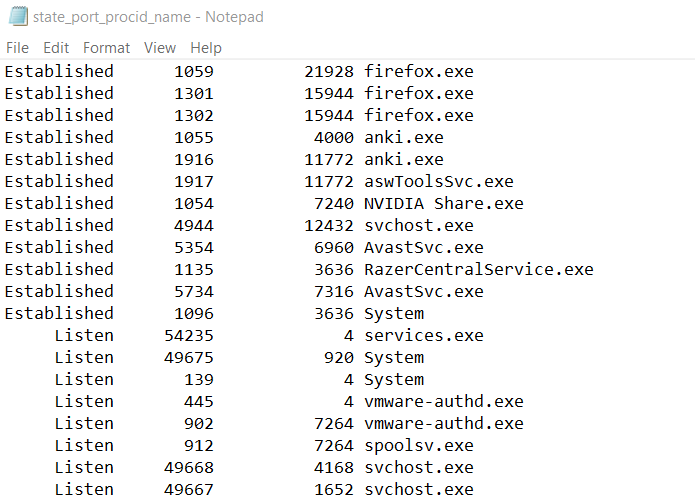 state_port_procid_name - Notepad
File Edit Format View Help
Established 1059 21928 firefox.exe
Established 1301 15944 firefox.exe
Established 1302 15944 firefox.exe
Established 1055 4000 anki.exe
Established 1916 11772 anki.exe
Established 1917 11772 aswToolsSvc.exe
Established 1054 7240 NVIDIA Share.exe
Established 4944 12432 svchost.exe
Established 5354 6960 AvastSvc.exe
Established 1135 3636 RazerCentralService.exe
Established 5734 7316 AvastSvc.exe
Established 1096 3636 System
Listen 54235 4 services.exe
Listen 49675 920 System
Listen 139 4 System
Listen 445 4 vmware-authd.exe
Listen 902 7264 vmware-authd.exe
Listen 912 7264 spoolsv.exe
Listen 49668 4168 svchost.exe
Listen 49667 1652 svchost.exe